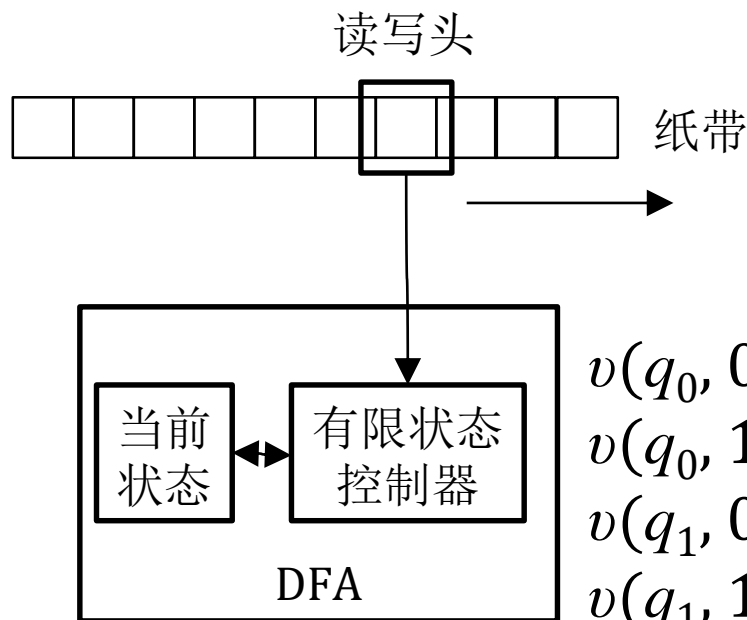 读写头
纸带
当前
状态
有限状态
控制器
DFA
υ(q₀, 0
υ(q₀, 1
υ(q₁, 0
υ(q₁, 1